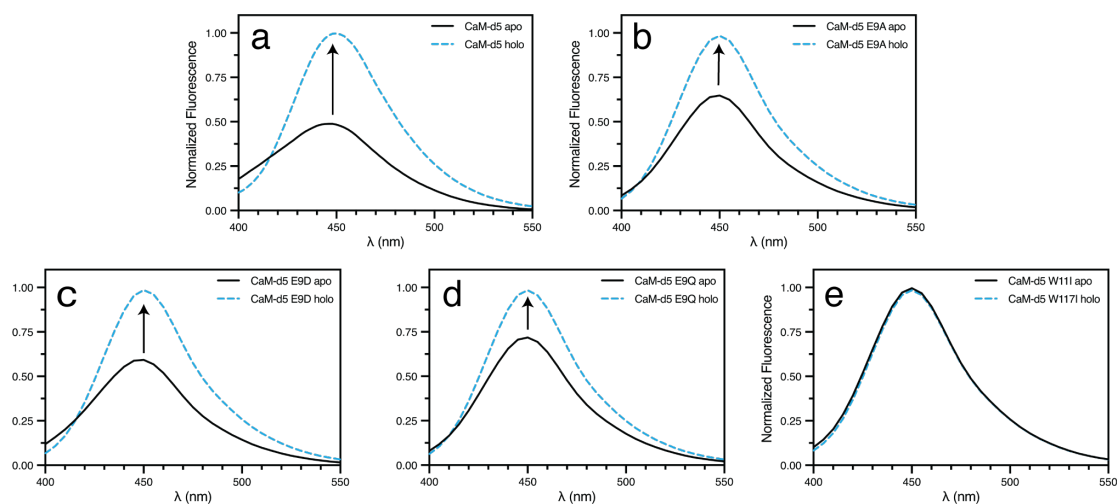 a
CaM-d5 apo
CaM-d5 holo
Normalized Fluorescence
1.00
0.75
0.50
0.25
0.00
400
450
500
550
λ (nm)
b
CaM-d5 E9A apo
CaM-d5 E9A holo
Normalized Fluorescence
1.00
0.75
0.50
0.25
0.00
400
450
500
550
λ (nm)
c
CaM-d5 E9D apo
CaM-d5 E9D holo
1.00
0.75
0.50
0.25
0.00
400
450
500
550
λ (nm)
d
CaM-d5 E9Q apo
CaM-d5 E9Q holo
1.00
0.75
0.50
0.25
0.00
400
450
500
550
λ (nm)
e
CaM-d5 W11I apo
CaM-d5 W117I holo
Normalized Fluorescence
1.00
0.75
0.50
0.25
0.00
400
450
500
550
λ (nm)